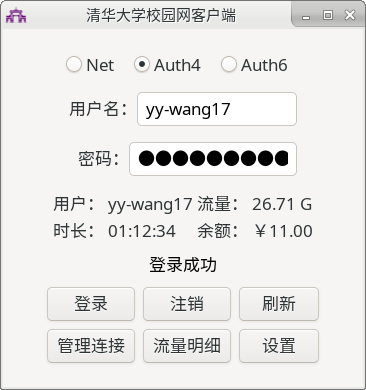 清华大学校园网客户端
Net Auth4 Auth6
用户名： yy-wang17
密码： ●●●●●●●●●
用户： yy-wang17 流量： 26.71 G
时长： 01:12:34 余额： ￥11.00
登录成功
登录 注销 刷新
管理连接 流量明细 设置